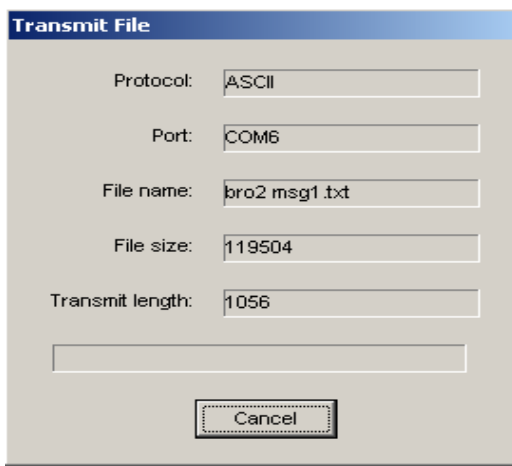 Transmit File
Protocol: ASCII
Port: COM6
File name: bro2 msg1.txt
File size: 119504
Transmit length: 1056
Cancel